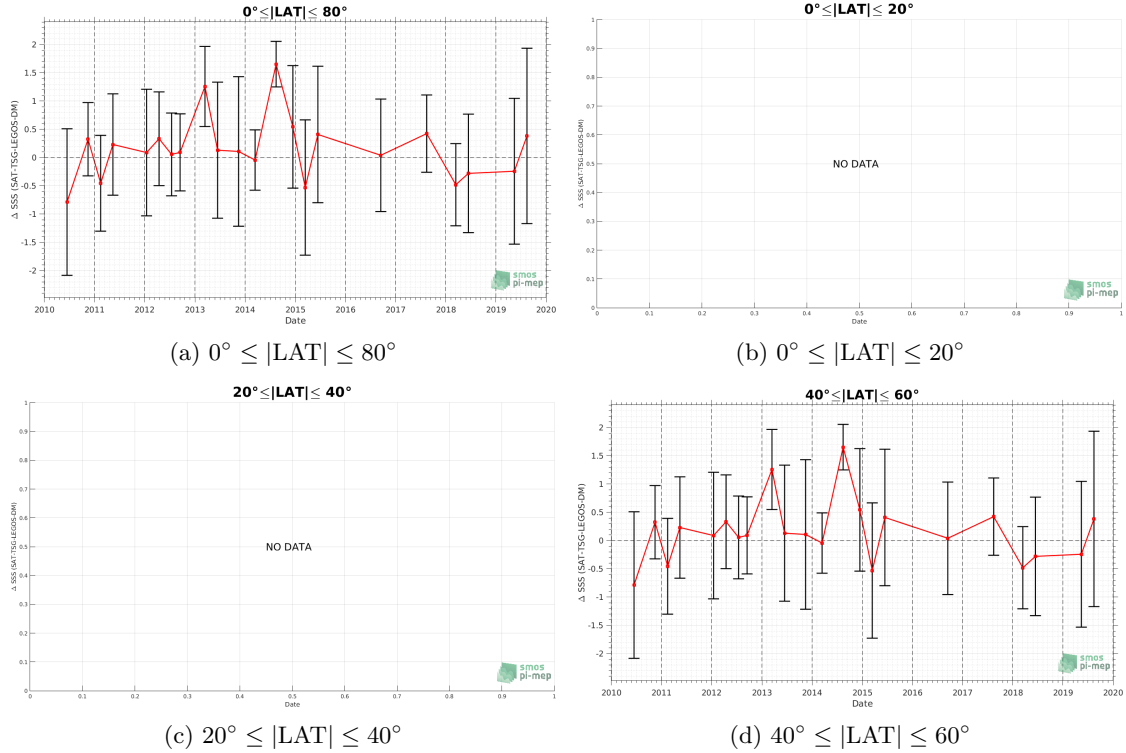 0°≤|LAT|≤ 80°
Δ SSS (SAT-TSG-LEGOS-DM)
2
1.5
1
0.5
0
-0.5
-1
-1.5
-2
2010 2011 2012 2013 2014 2015 2016 2017 2018 2019 2020
Date
smos
pi-mep
(a) 0° ≤ |LAT| ≤ 80°
0°≤|LAT|≤ 20°
Δ SSS (SAT-TSG-LEGOS-DM)
1
0.9
0.8
0.7
0.6
0.5
0.4
0.3
0.2
0.1
0
NO DATA
0 0.1 0.2 0.3 0.4 0.5 0.6 0.7 0.8 0.9 1
Date
smos
pi-mep
(b) 0° ≤ |LAT| ≤ 20°
20°≤|LAT|≤ 40°
Δ SSS (SAT-TSG-LEGOS-DM)
1
0.9
0.8
0.7
0.6
0.5
0.4
0.3
0.2
0.1
0
NO DATA
0 0.1 0.2 0.3 0.4 0.5 0.6 0.7 0.8 0.9 1
Date
smos
pi-mep
(c) 20° ≤ |LAT| ≤ 40°
40°≤|LAT|≤ 60°
Δ SSS (SAT-TSG-LEGOS-DM)
2
1.5
1
0.5
0
-0.5
-1
-1.5
-2
2010 2011 2012 2013 2014 2015 2016 2017 2018 2019 2020
Date
smos
pi-mep
(d) 40° ≤ |LAT| ≤ 60°